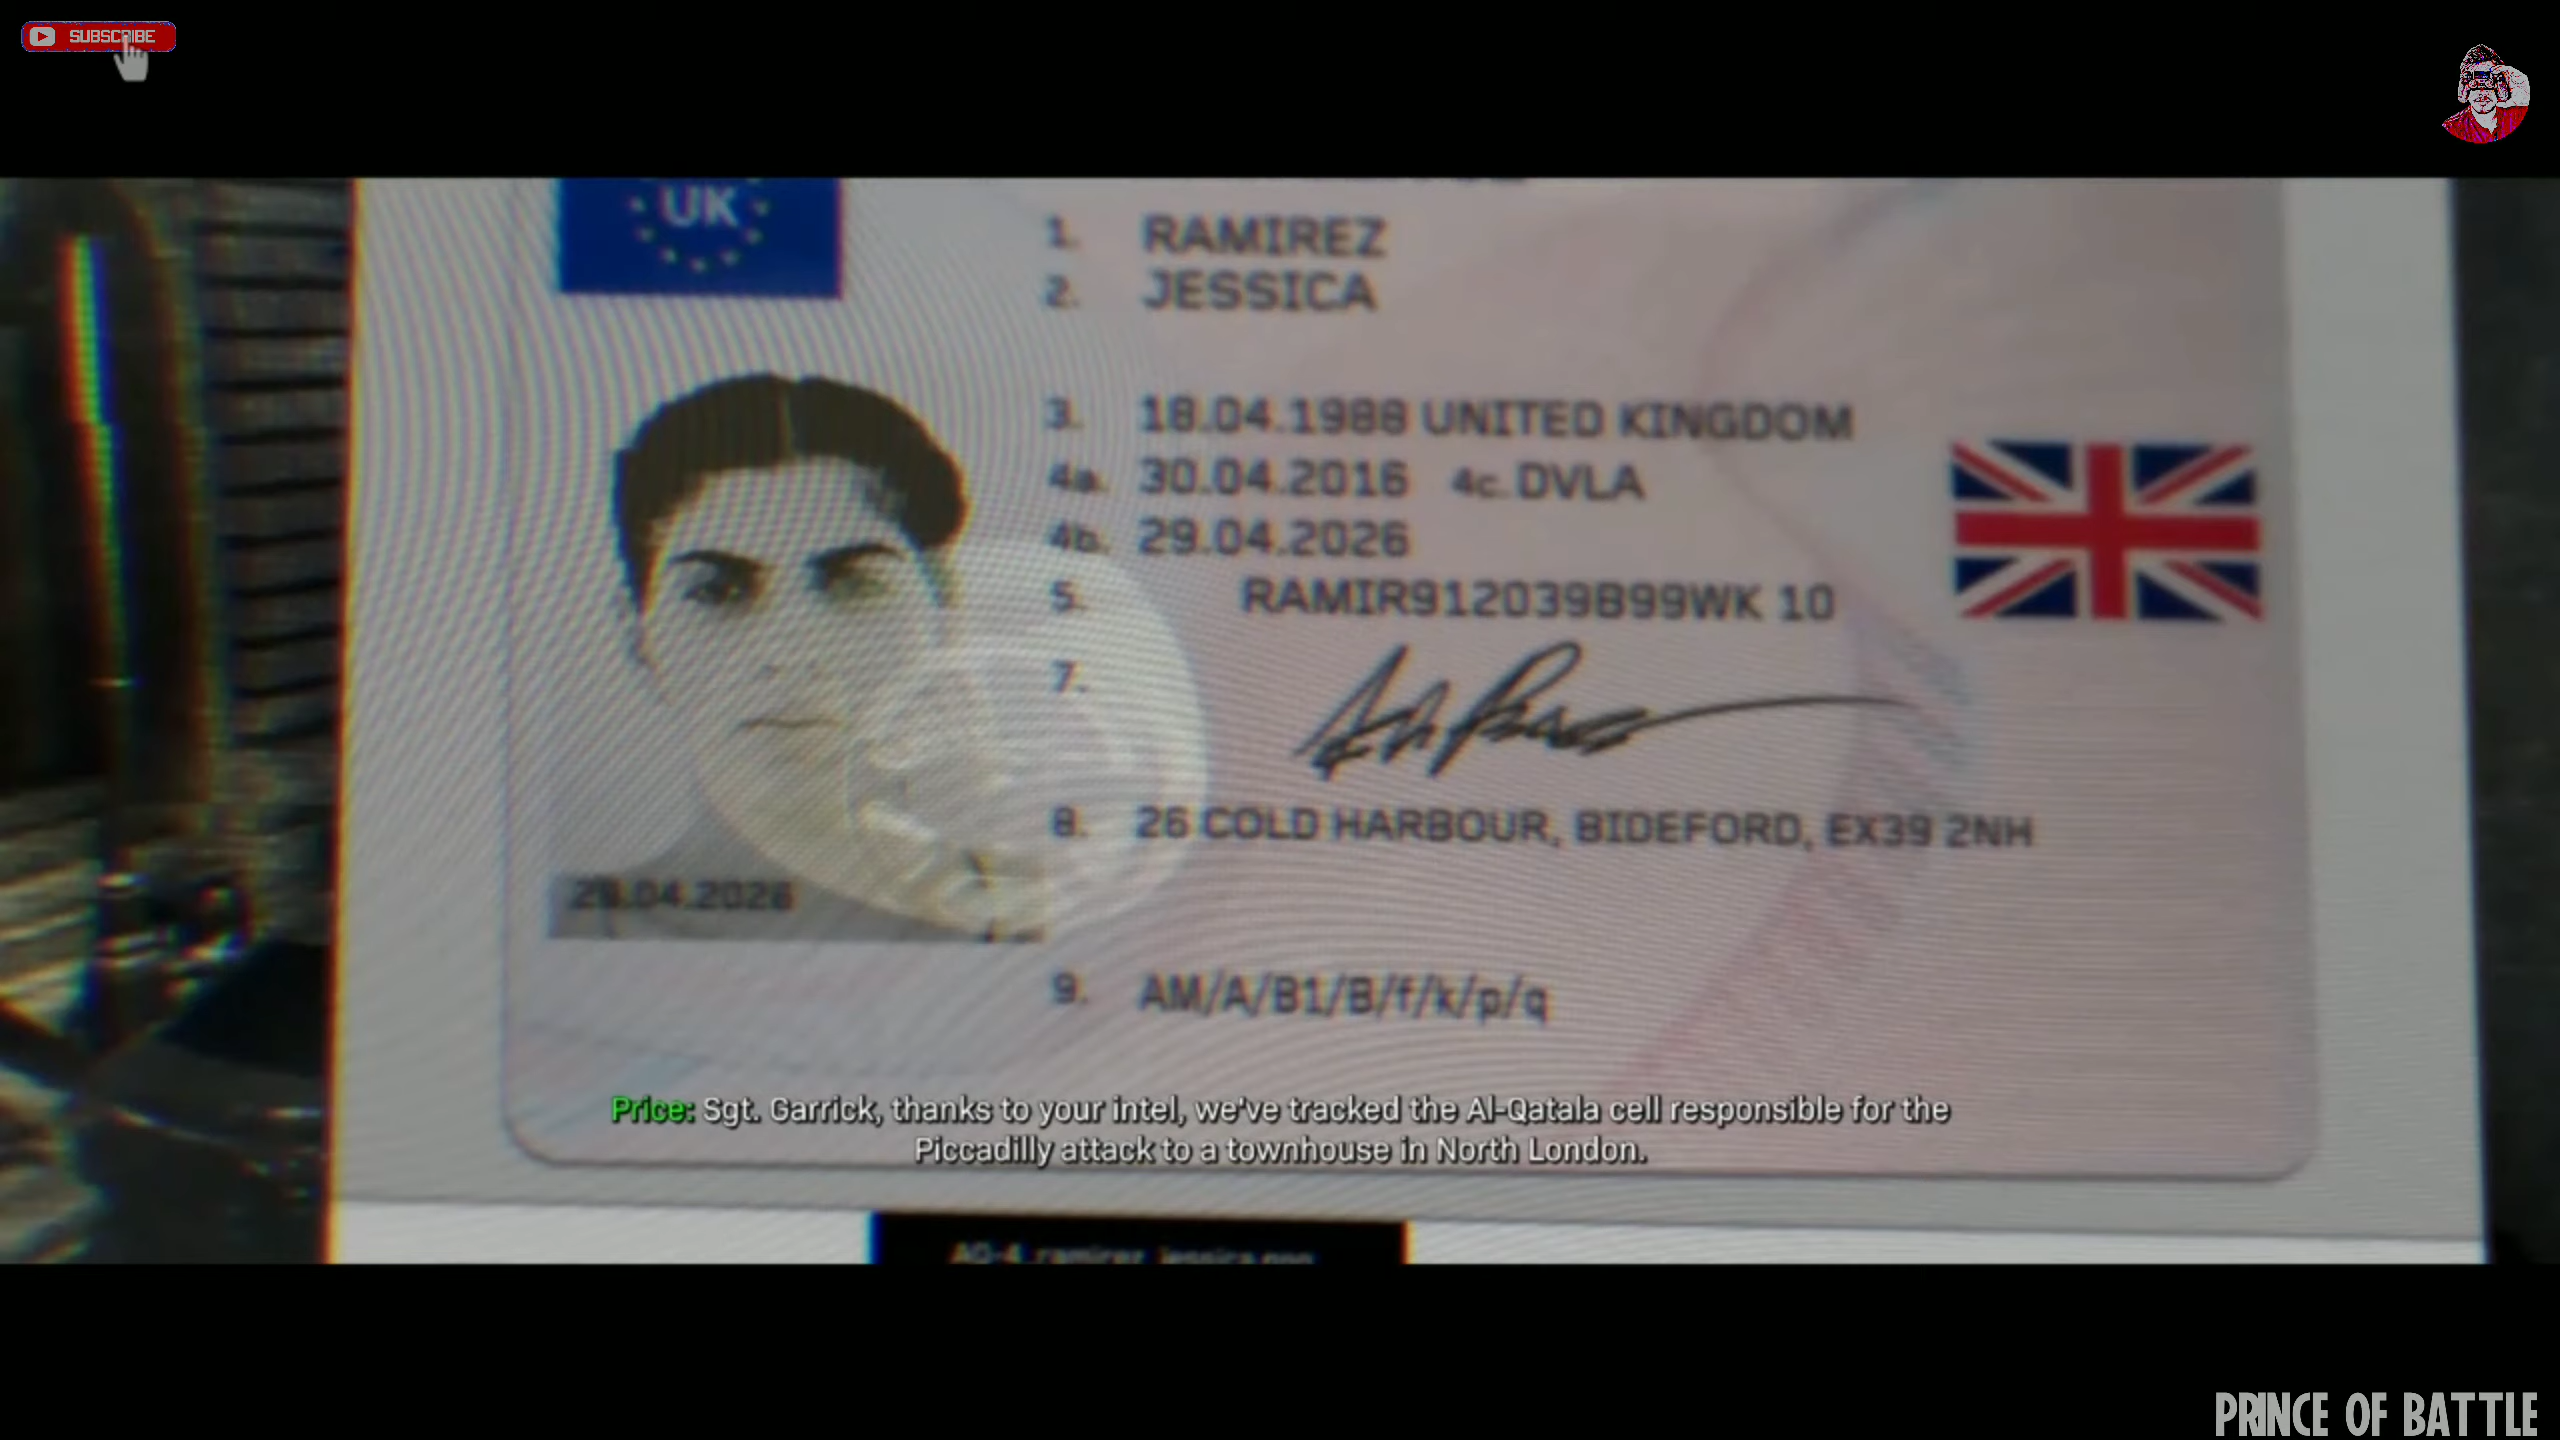 SUBSCRIBE
UK
1. RAMIREZ
2. JESSICA
3. 18.04.1988 UNITED KINGDOM
4a. 30.04.2016 4c. DVLA
4b. 29.04.2026
5. RAMIR912039B99WK 10
7.
8. 26 COLD HARBOUR, BIDEFORD, EX39 2NH
29.04.2026
9. AM/A/B1/B/f/k/p/q
Price: Sgt. Garrick, thanks to your intel, we've tracked the Al-Qatala cell responsible for the
Piccadilly attack to a townhouse in North London.
PRINCE OF BATTLE